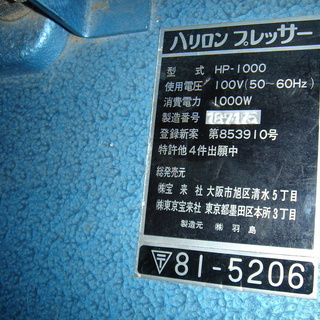 ハリロン プレッサー
型 式 HP-1000
使用電圧 100V(50~60Hz)
消費電力 1000W
製造番号
登録新案 第853910号
特許他4件出願中
総発売元
㈱宝 来 社 大阪市旭区清水5丁目
㈱東京宝来社 東京都墨田区本所3丁目
製造元 ㈱羽島
〒 81-5206